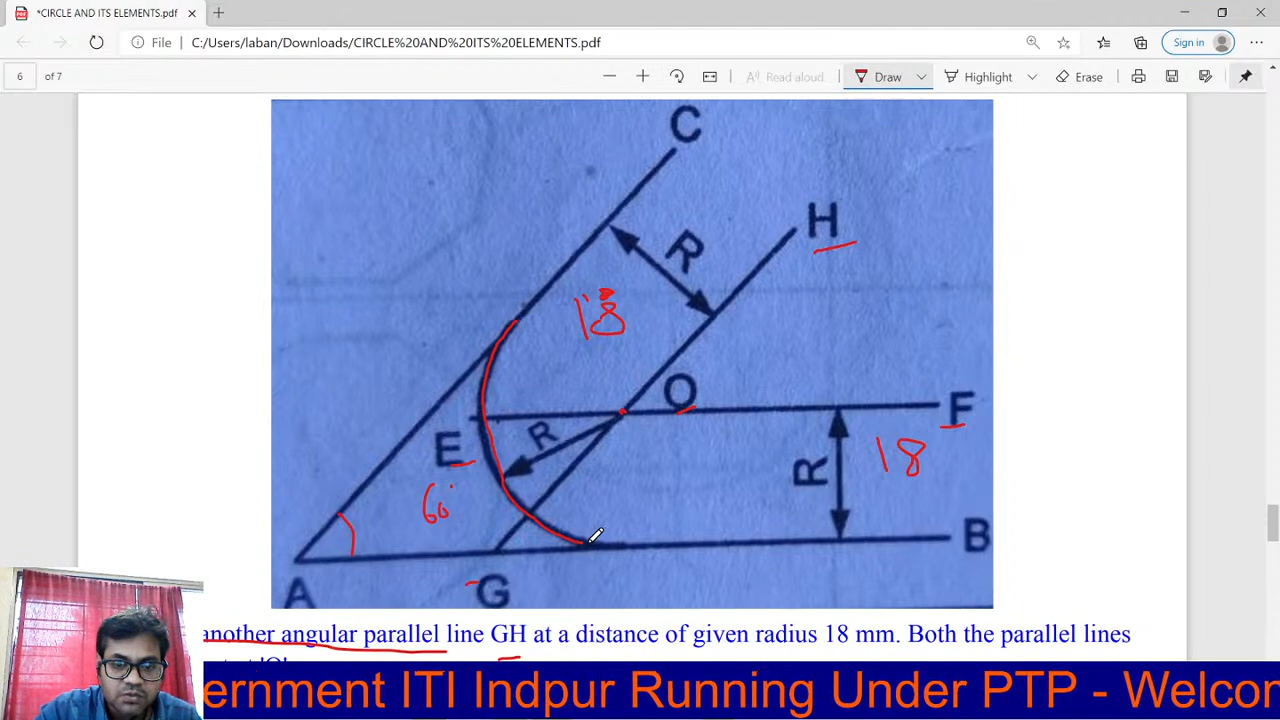 *CIRCLE AND ITS ELEMENTS.pdf
File C:/Users/laban/Downloads/CIRCLE%20AND%20ITS%20ELEMENTS.pdf Sign in
6 of 7 Read aloud Draw Highlight Erase
C
H
R
18
O
F
E R
60° R 18
B
A G
another angular parallel line GH at a distance of given radius 18 mm. Both the parallel lines
ernment ITI Indpur Running Under PTP - Welcom